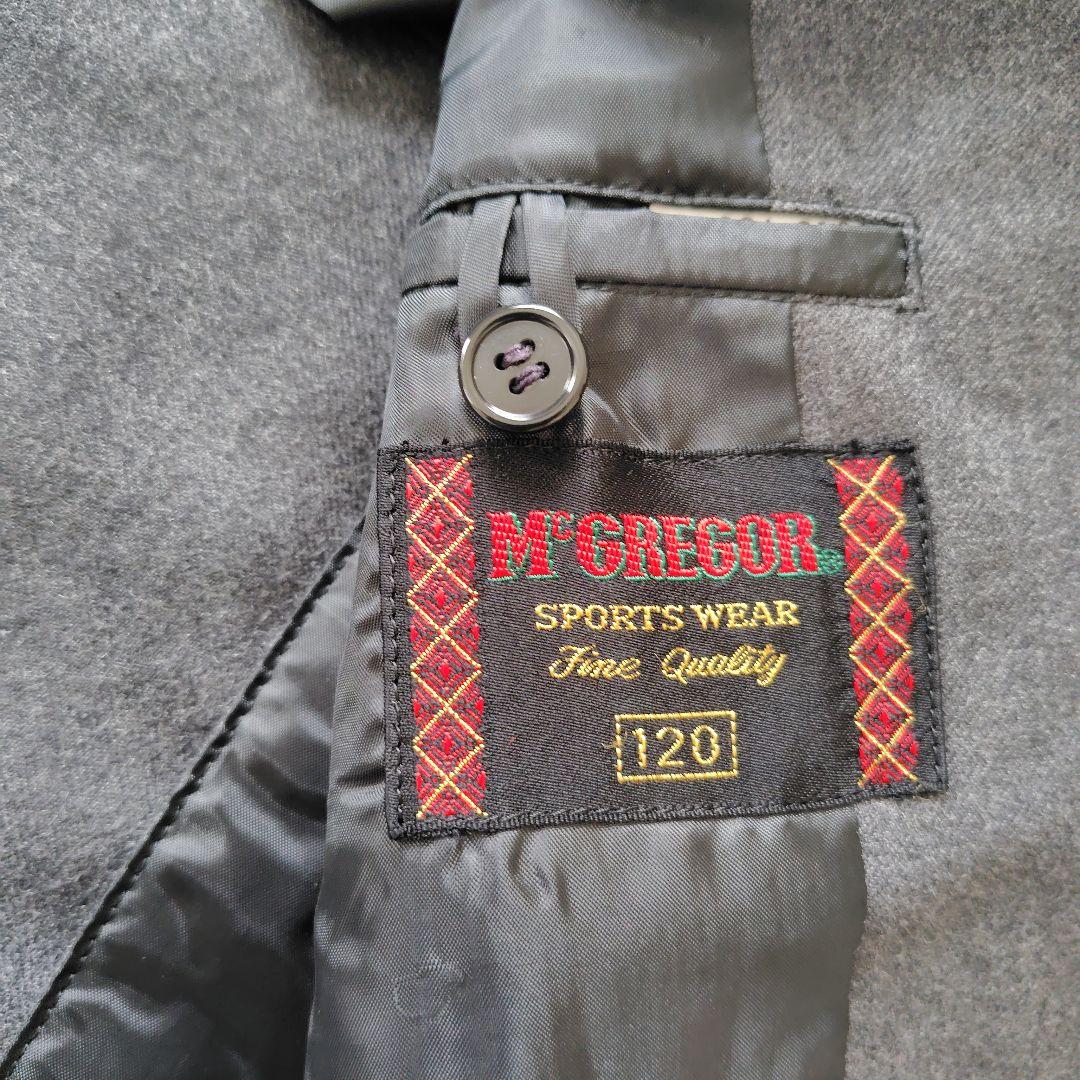 McGREGOR
SPORTS WEAR
Fine Quality
120